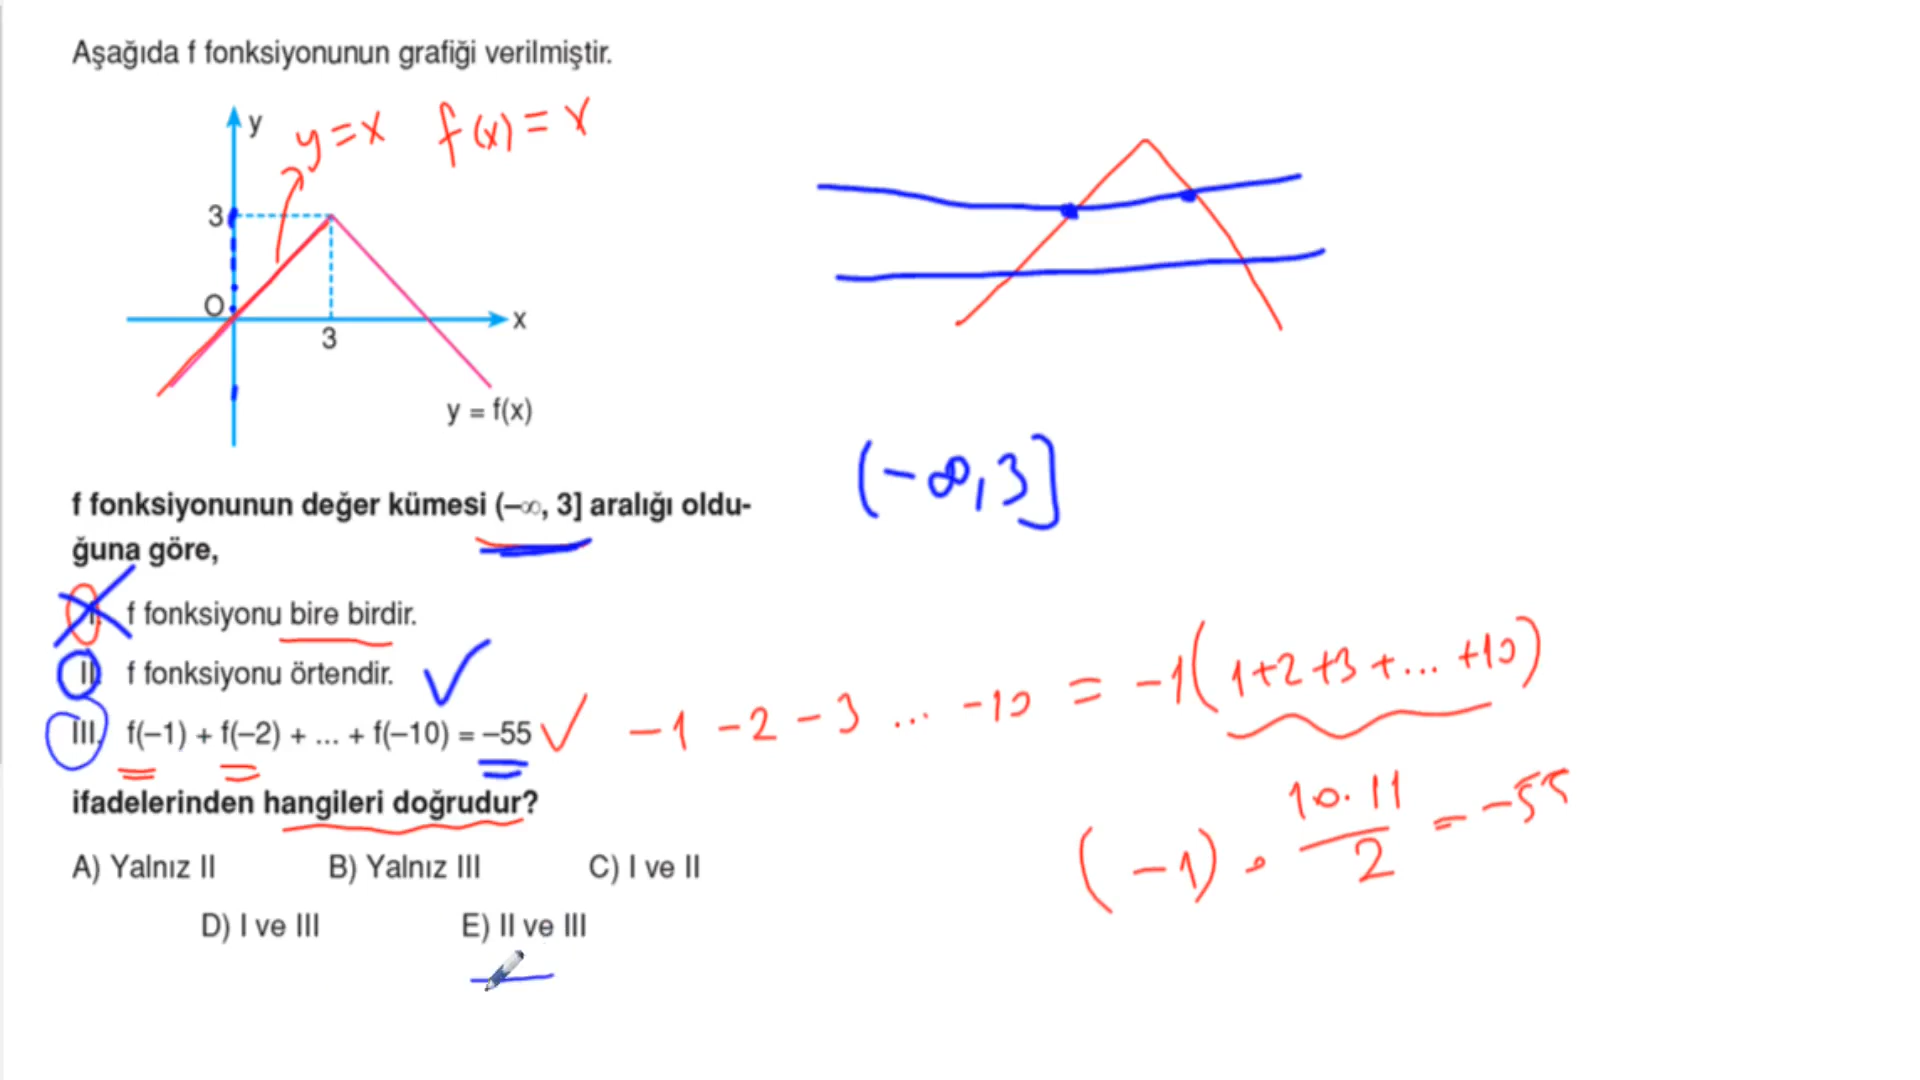 Aşağıda f fonksiyonunun grafiği verilmiştir.
y
y=x f(x) = x
3
O
3
x
y = f(x)
(-∞,3]
f fonksiyonunun değer kümesi (–∞, 3] aralığı oldu-
ğuna göre,
I. f fonksiyonu bire birdir.
II. f fonksiyonu örtendir.
III. f(–1) + f(–2) + ... + f(–10) = –55
-1 -2 -3 ... -10 = -1(1+2+3+...+10)
(-1) · 10.11/2 = -55
ifadelerinden hangileri doğrudur?
A) Yalnız II B) Yalnız III C) I ve II
D) I ve III E) II ve III